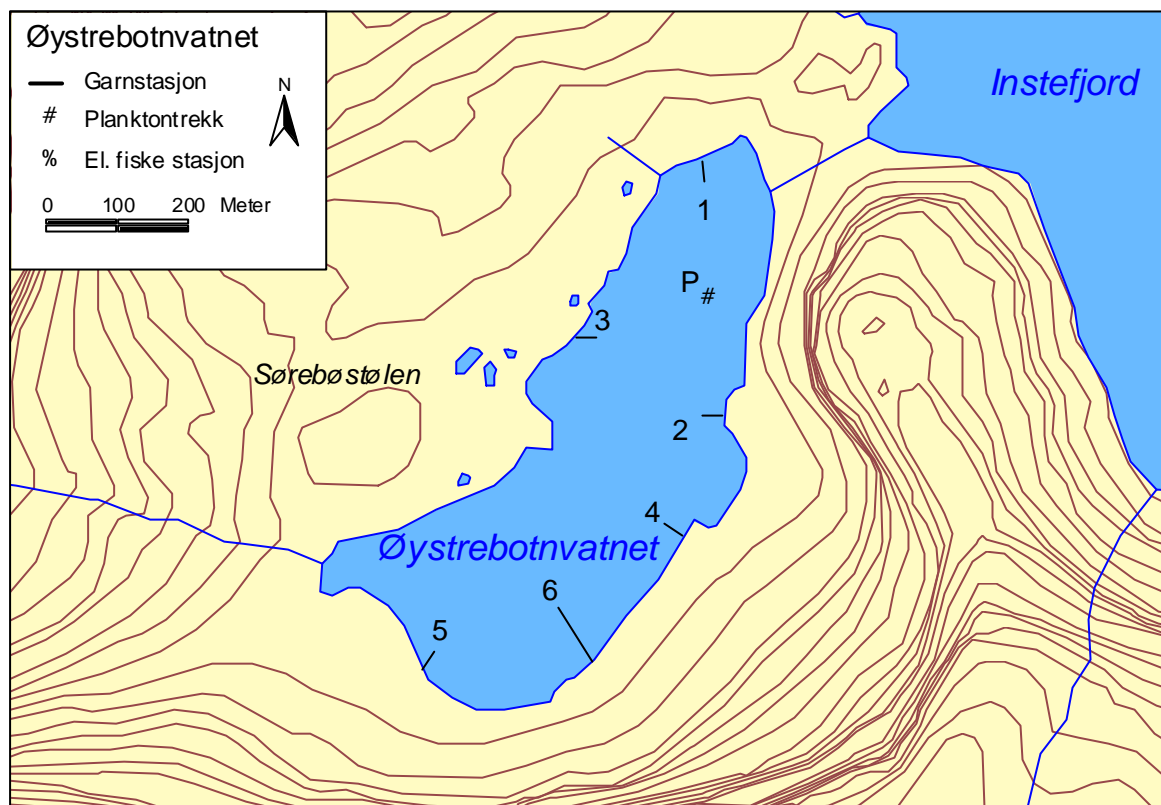 Øystrebotnvatnet
Garnstasjon
# Planktontrekk
% El. fiske stasjon
N
0 100 200 Meter
Instefjord
1
P#
3
Sørebøstølen
2
4
Øystrebotnvatnet
6
5